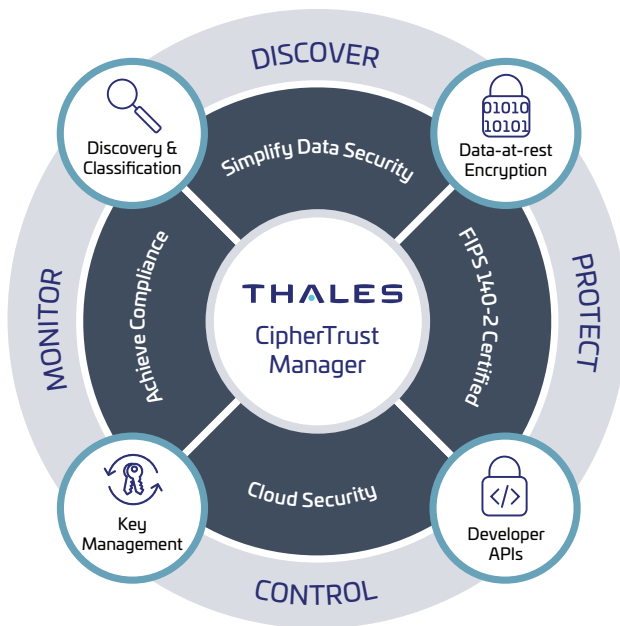 DISCOVER
Discovery &
Classification
01010
10101
Data-at-rest
Encryption
Simplify Data Security
MONITOR
Achieve Compliance
THALES
CipherTrust
Manager
FIPS 140-2 Certified
PROTECT
Cloud Security
Key
Management
</>
Developer
APIs
CONTROL